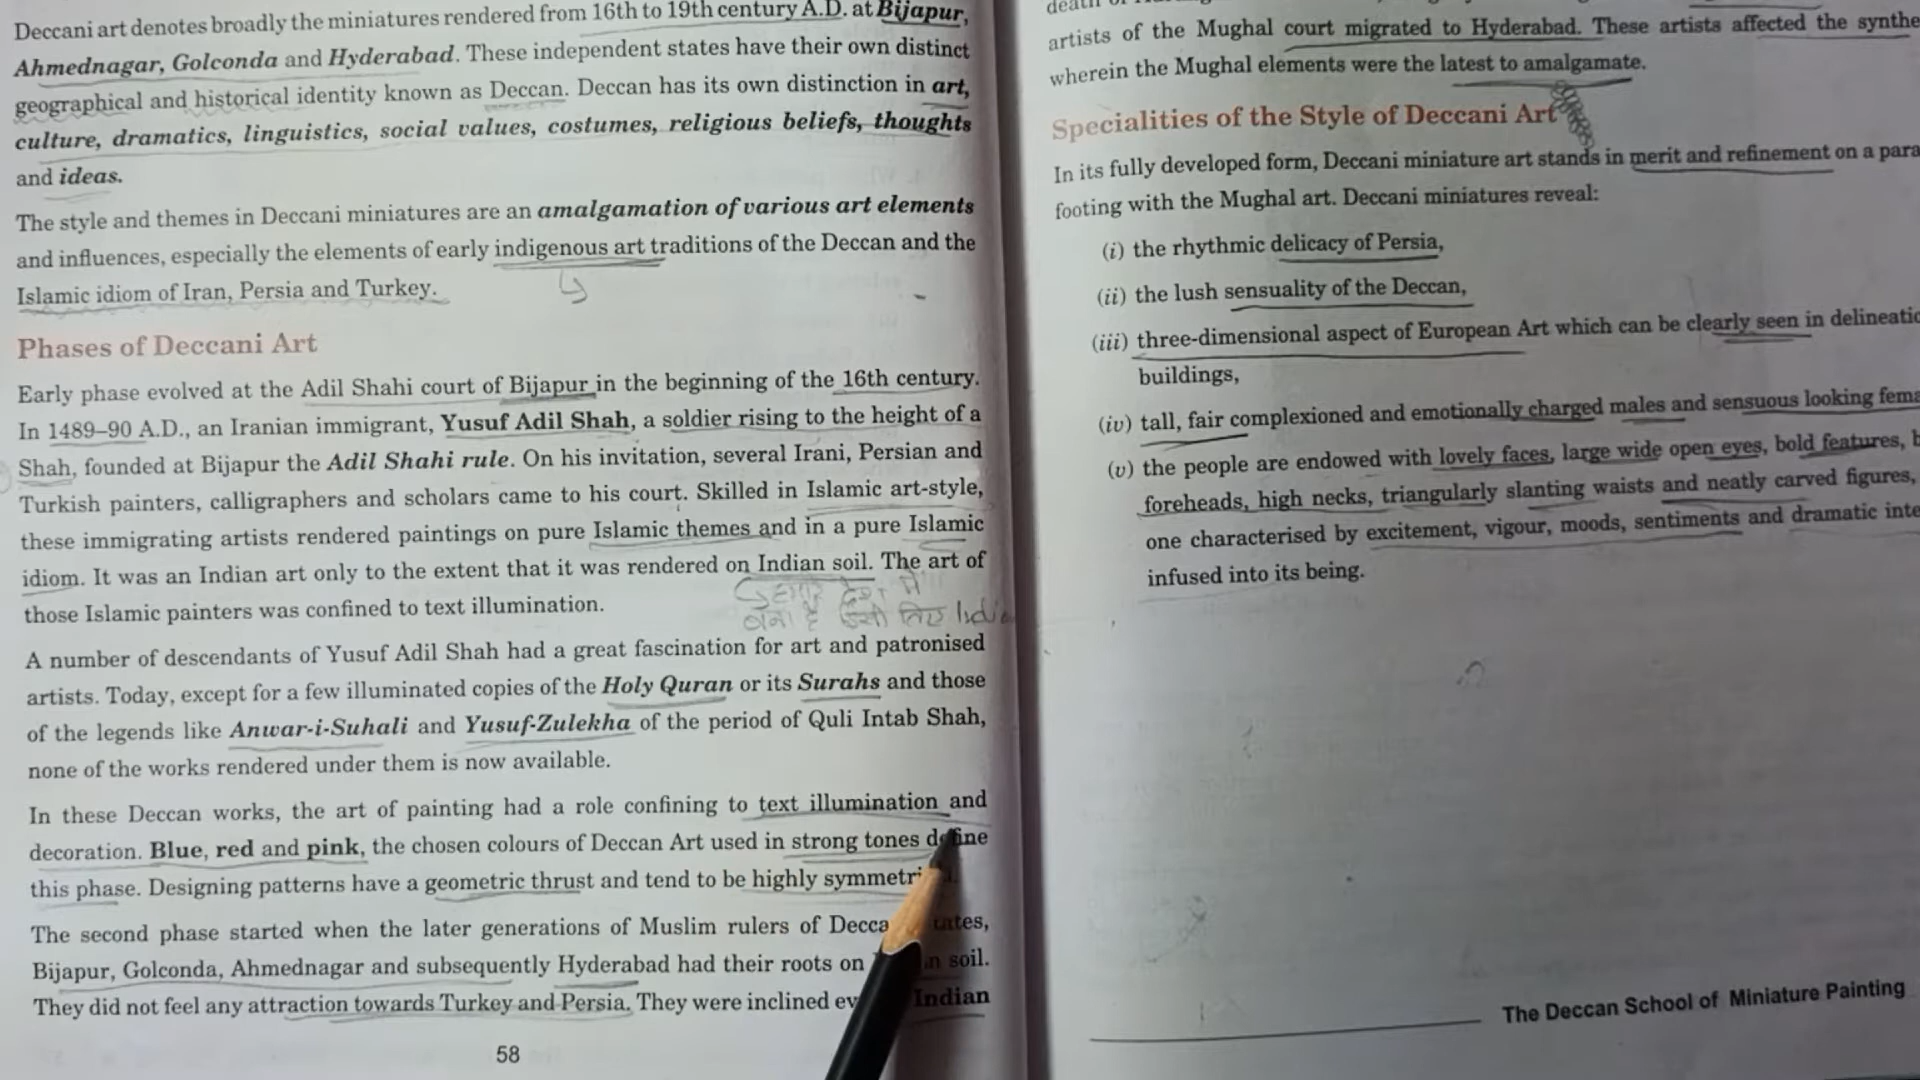 Deccani art denotes broadly the miniatures rendered from 16th to 19th century A.D. at Bijapur,
Ahmednagar, Golconda and Hyderabad. These independent states have their own distinct
geographical and historical identity known as Deccan. Deccan has its own distinction in art,
culture, dramatics, linguistics, social values, costumes, religious beliefs, thoughts
and ideas.
The style and themes in Deccani miniatures are an amalgamation of various art elements
and influences, especially the elements of early indigenous art traditions of the Deccan and the
Islamic idiom of Iran, Persia and Turkey.
Phases of Deccani Art
Early phase evolved at the Adil Shahi court of Bijapur in the beginning of the 16th century.
In 1489–90 A.D., an Iranian immigrant, Yusuf Adil Shah, a soldier rising to the height of a
Shah, founded at Bijapur the Adil Shahi rule. On his invitation, several Irani, Persian and
Turkish painters, calligraphers and scholars came to his court. Skilled in Islamic art-style,
these immigrating artists rendered paintings on pure Islamic themes and in a pure Islamic
idiom. It was an Indian art only to the extent that it was rendered on Indian soil. The art of
those Islamic painters was confined to text illumination.
हमारे देश में
बना है इसी लिए India
A number of descendants of Yusuf Adil Shah had a great fascination for art and patronised
artists. Today, except for a few illuminated copies of the Holy Quran or its Surahs and those
of the legends like Anwar-i-Suhali and Yusuf-Zulekha of the period of Quli Intab Shah,
none of the works rendered under them is now available.
In these Deccan works, the art of painting had a role confining to text illumination and
decoration. Blue, red and pink, the chosen colours of Deccan Art used in strong tones define
this phase. Designing patterns have a geometric thrust and tend to be highly symmetri
The second phase started when the later generations of Muslim rulers of Decca
Bijapur, Golconda, Ahmednagar and subsequently Hyderabad had their roots on soil.
They did not feel any attraction towards Turkey and Persia. They were inclined Indian
58
death of
artists of the Mughal court migrated to Hyderabad. These artists affected the synthe
wherein the Mughal elements were the latest to amalgamate.
Specialities of the Style of Deccani Art
In its fully developed form, Deccani miniature art stands in merit and refinement on a para
footing with the Mughal art. Deccani miniatures reveal:
(i) the rhythmic delicacy of Persia,
(ii) the lush sensuality of the Deccan,
(iii) three-dimensional aspect of European Art which can be clearly seen in delineatio
buildings,
(iv) tall, fair complexioned and emotionally charged males and sensuous looking fema
(v) the people are endowed with lovely faces, large wide open eyes, bold features, b
foreheads, high necks, triangularly slanting waists and neatly carved figures,
one characterised by excitement, vigour, moods, sentiments and dramatic inte
infused into its being.
The Deccan School of Miniature Painting